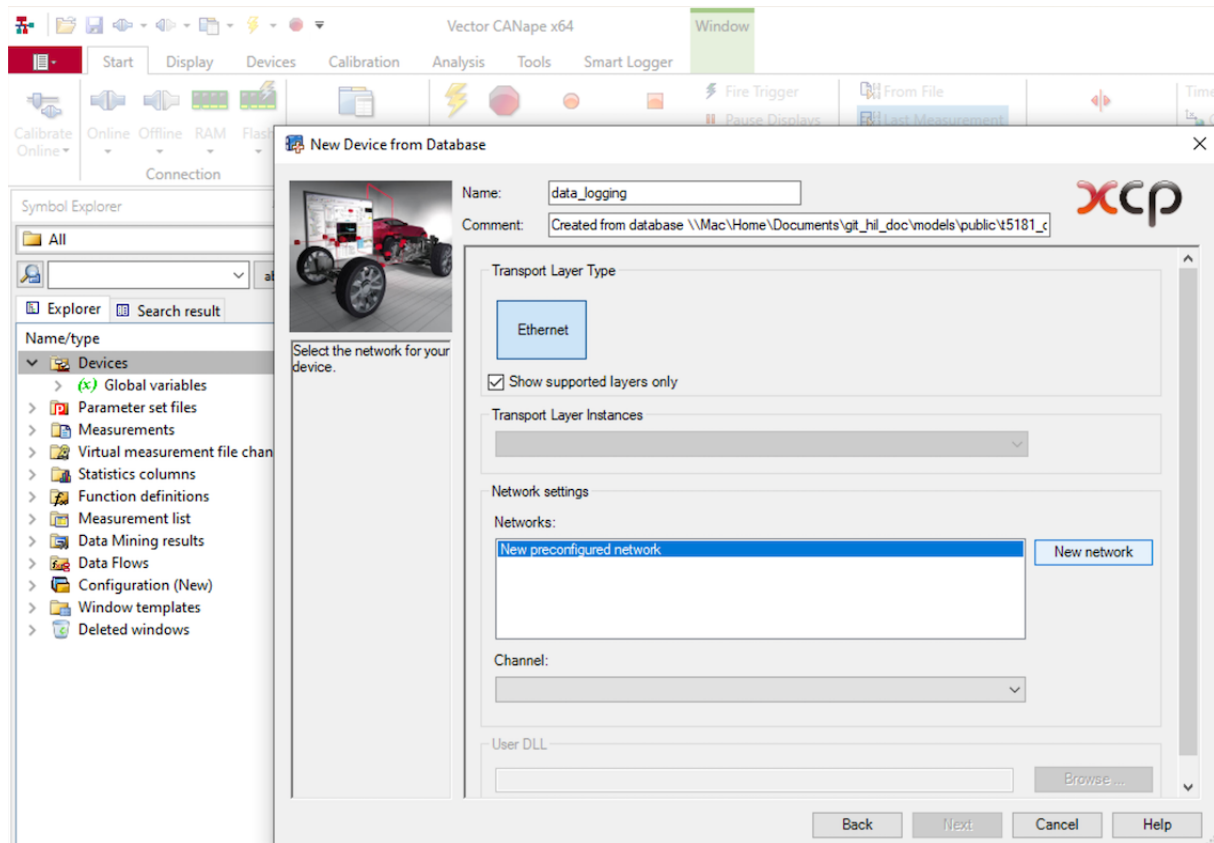 Vector CANape x64
Window
Start Display Devices Calibration Analysis Tools Smart Logger
Fire Trigger
From File
Time
Calibrate Online
Online Offline RAM Flash
Pause Displays
Last Measurement
Connection
Symbol Explorer
All
Explorer Search result
Name/type
Devices
(x) Global variables
Parameter set files
Measurements
Virtual measurement file chan
Statistics columns
Function definitions
Measurement list
Data Mining results
Data Flows
Configuration (New)
Window templates
Deleted windows
New Device from Database
Name: data_logging
Comment: Created from database \\Mac\Home\Documents\git_hil_doc\models\public\t5181_c
xcp
Select the network for your
device.
Transport Layer Type
Ethernet
Show supported layers only
Transport Layer Instances
Network settings
Networks:
New preconfigured network
New network
Channel:
User DLL
Browse ...
Back Next Cancel Help